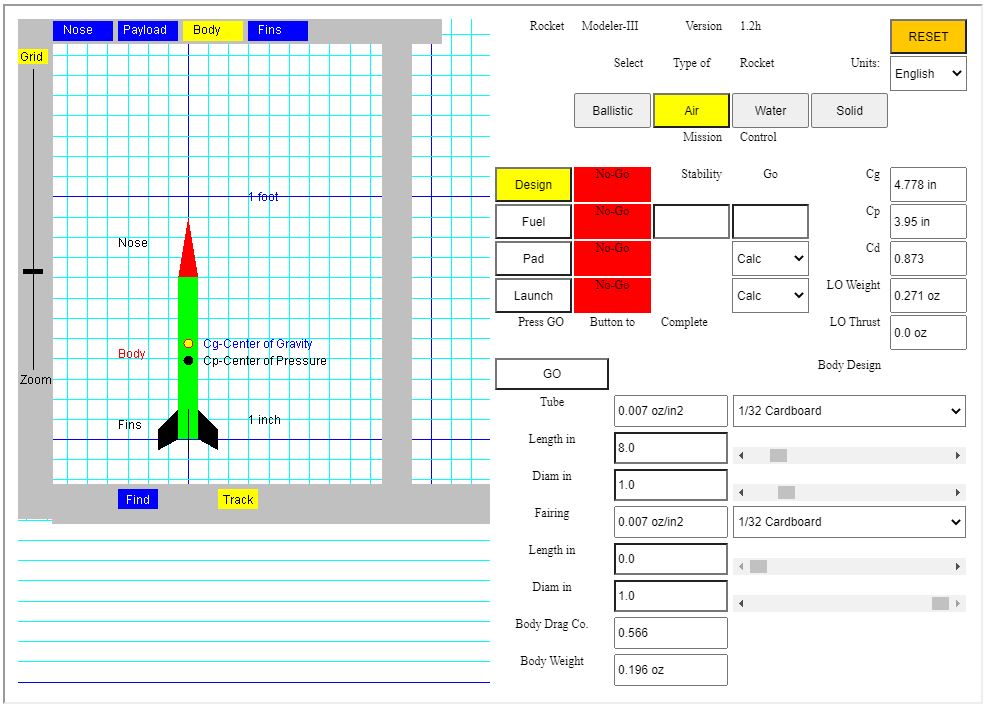 Nose Payload Body Fins
Grid
1 foot
Nose
Cg-Center of Gravity
Body
Cp-Center of Pressure
Zoom
1 inch
Fins
Find Track
Rocket Modeler-III Version 1.2h
RESET
Select Type of Rocket Units:
English
Ballistic Air Water Solid
Mission Control
Design No-Go Stability Go Cg 4.778 in
Fuel No-Go Cp 3.95 in
Pad No-Go Calc Cd 0.873
Launch No-Go Calc LO Weight 0.271 oz
Press GO Button to Complete LO Thrust 0.0 oz
GO Body Design
Tube 0.007 oz/in2 1/32 Cardboard
Length in 8.0
Diam in 1.0
Fairing 0.007 oz/in2 1/32 Cardboard
Length in 0.0
Diam in 1.0
Body Drag Co. 0.566
Body Weight 0.196 oz